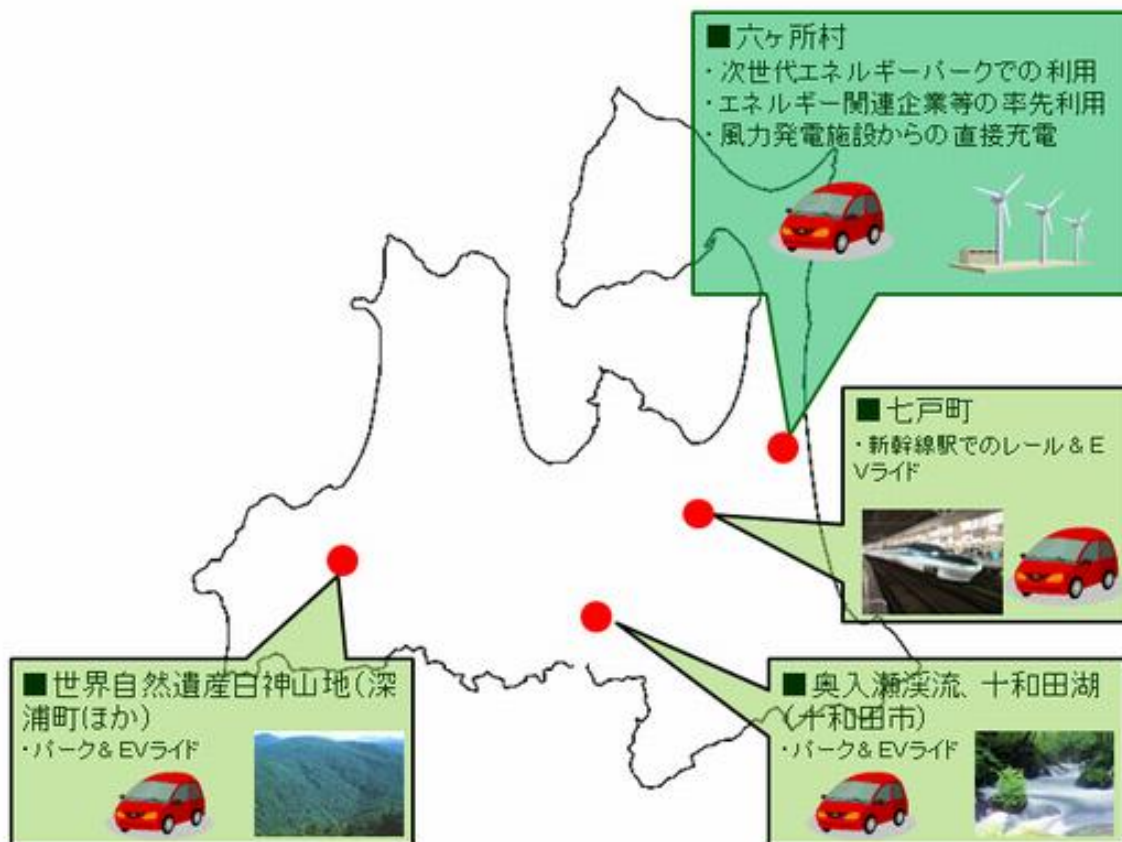 ■六ヶ所村
・次世代エネルギーパークでの利用
・エネルギー関連企業等の率先利用
・風力発電施設からの直接充電
■七戸町
・新幹線駅でのレール&E
Vライド
■世界自然遺産白神山地(深
浦町ほか)
・パーク&EVライド
■奥入瀬渓流、十和田湖
(十和田市)
・パーク&EVライド